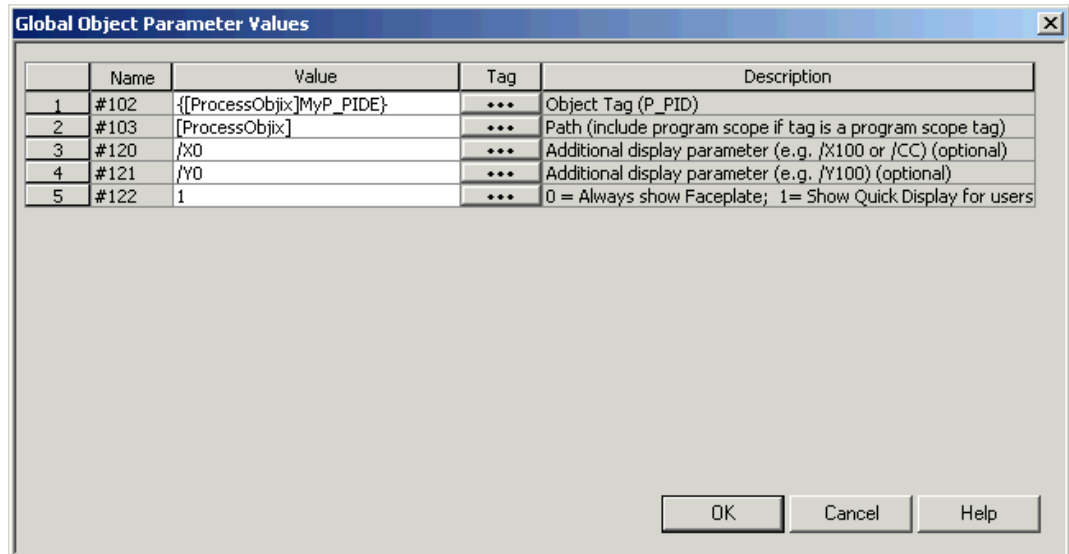 Global Object Parameter Values
Name Value Tag Description
1 #102 {[ProcessObjix]MyP_PIDE} ••• Object Tag (P_PID)
2 #103 [ProcessObjix] ••• Path (include program scope if tag is a program scope tag)
3 #120 /X0 ••• Additional display parameter (e.g. /X100 or /CC) (optional)
4 #121 /Y0 ••• Additional display parameter (e.g. /Y100) (optional)
5 #122 1 ••• 0 = Always show Faceplate;  1= Show Quick Display for users
OK Cancel Help